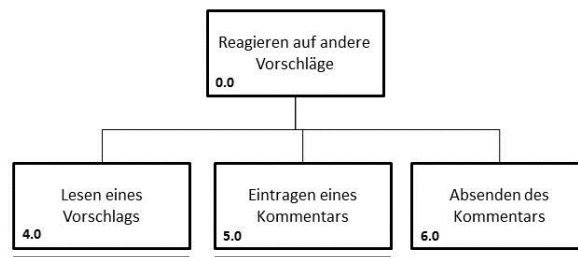 Reagieren auf andere
Vorschläge
0.0
Lesen eines
Vorschlags
4.0
Eintragen eines
Kommentars
5.0
Absenden des
Kommentars
6.0